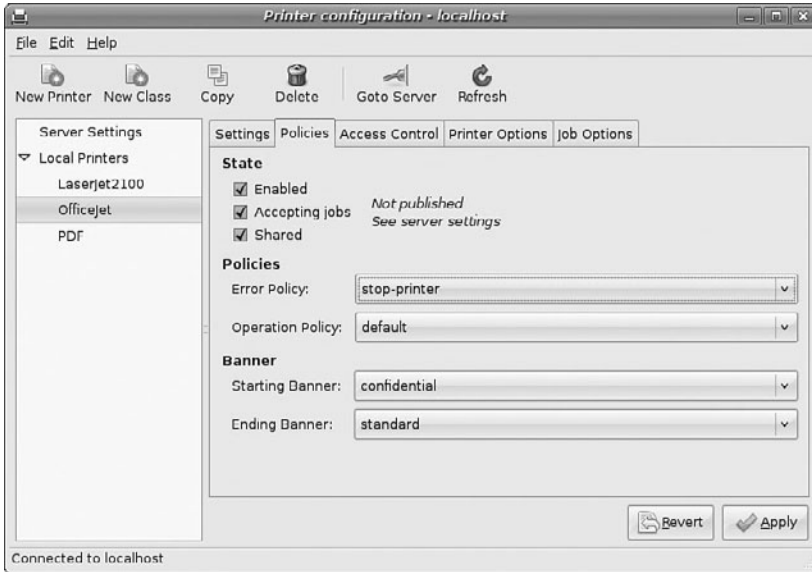 Printer configuration - localhost
File Edit Help
New Printer New Class Copy Delete Goto Server Refresh
Server Settings
Local Printers
LaserJet2100
OfficeJet
PDF
Settings Policies Access Control Printer Options Job Options
State
Enabled
Accepting jobs
Shared
Not published
See server settings
Policies
Error Policy: stop-printer
Operation Policy: default
Banner
Starting Banner: confidential
Ending Banner: standard
Revert Apply
Connected to localhost